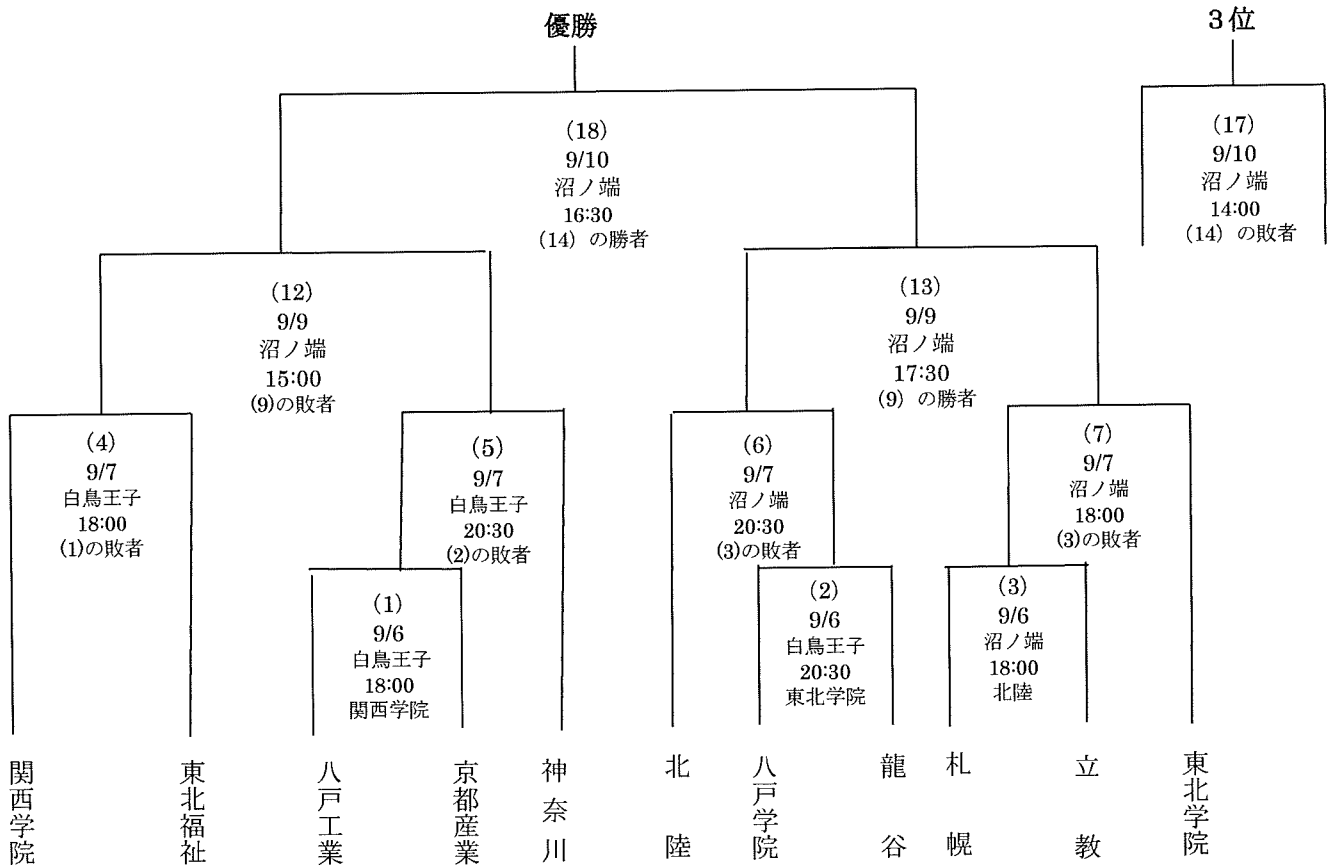 優勝
3位
(18)
9/10
沼ノ端
16:30
(14) の勝者
(17)
9/10
沼ノ端
14:00
(14) の敗者
(12)
9/9
沼ノ端
15:00
(9)の敗者
(13)
9/9
沼ノ端
17:30
(9) の勝者
(4)
9/7
白鳥王子
18:00
(1)の敗者
(5)
9/7
白鳥王子
20:30
(2)の敗者
(6)
9/7
沼ノ端
20:30
(3)の敗者
(7)
9/7
沼ノ端
18:00
(3)の敗者
(1)
9/6
白鳥王子
18:00
関西学院
(2)
9/6
白鳥王子
20:30
東北学院
(3)
9/6
沼ノ端
18:00
北陸
関西学院
東北福祉
八戸工業
京都産業
神奈川
北陸
八戸学院
龍谷
札幌
立教
東北学院